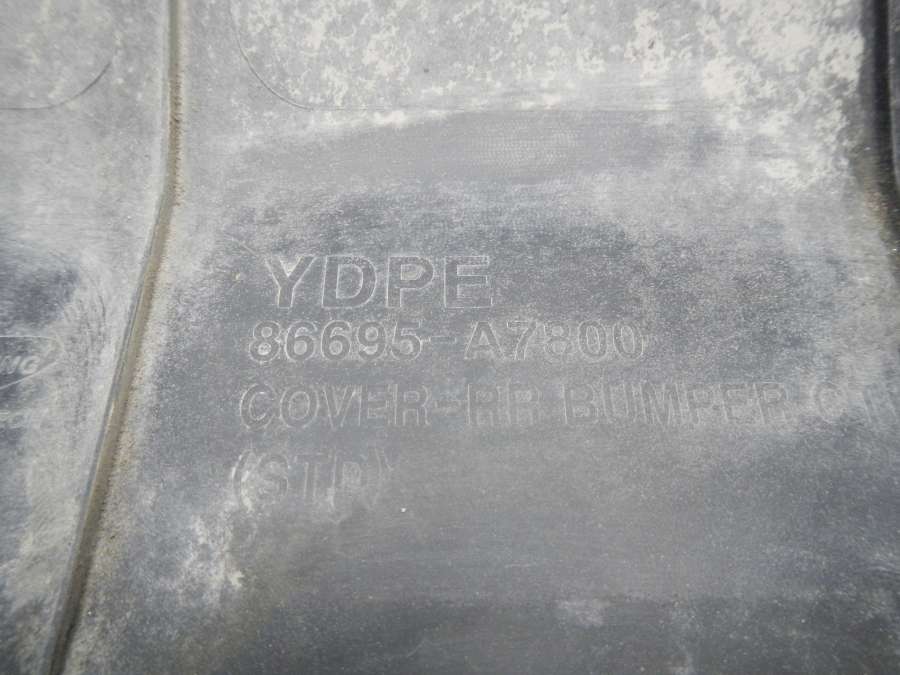 YDPE
86695-A7800
COVER-RR BUMPER
(STD)